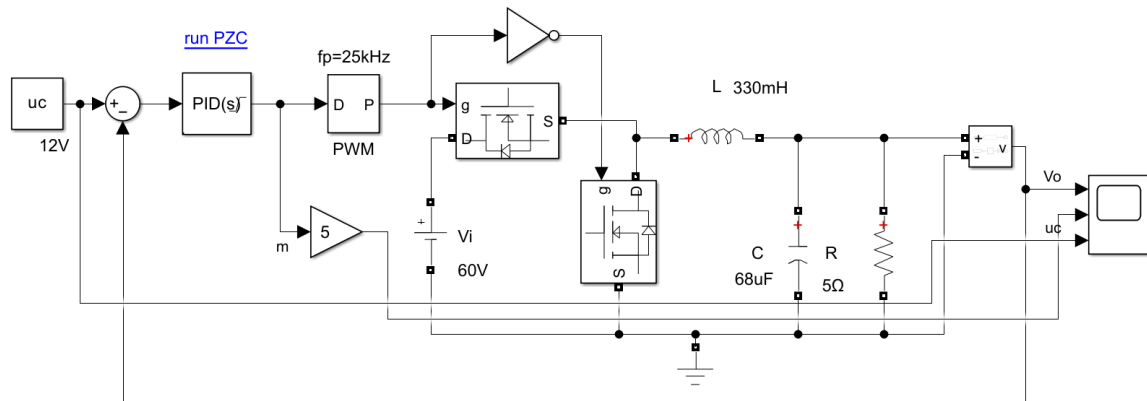 run PZC
fp=25kHz
uc
12V
+
−
PID(s)
D P
PWM
g
D
S
L 330mH
+
-
v
Vo
uc
5
m
+
Vi
60V
g
D
S
C
68uF
R
5Ω